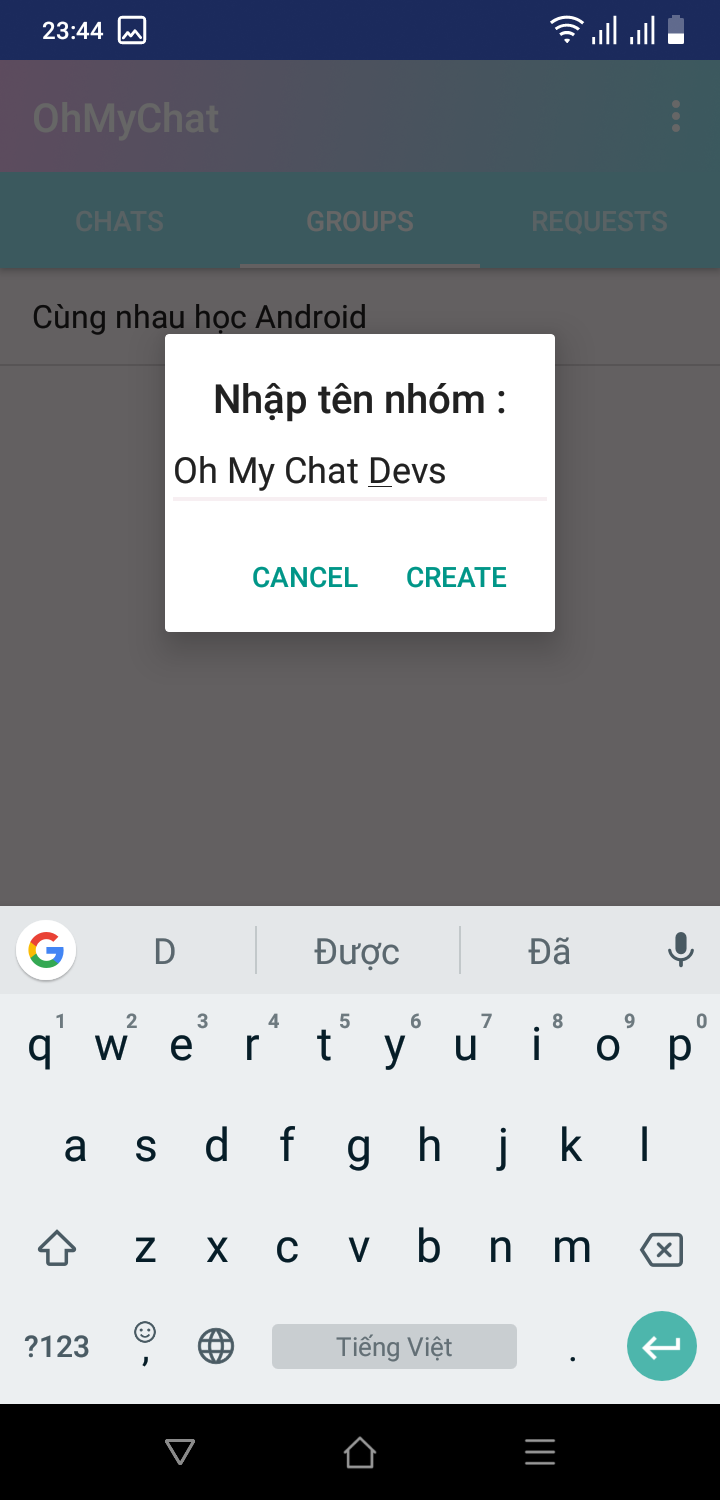 23:44
OhMyChat
CHATS GROUPS REQUESTS
Cùng nhau học Android
Nhập tên nhóm :
Oh My Chat Devs
CANCEL CREATE
D Được Đã
q 1 w 2 e 3 r 4 t 5 y 6 u 7 i 8 o 9 p 0
a s d f g h j k l
z x c v b n m
?123 , Tiếng Việt .